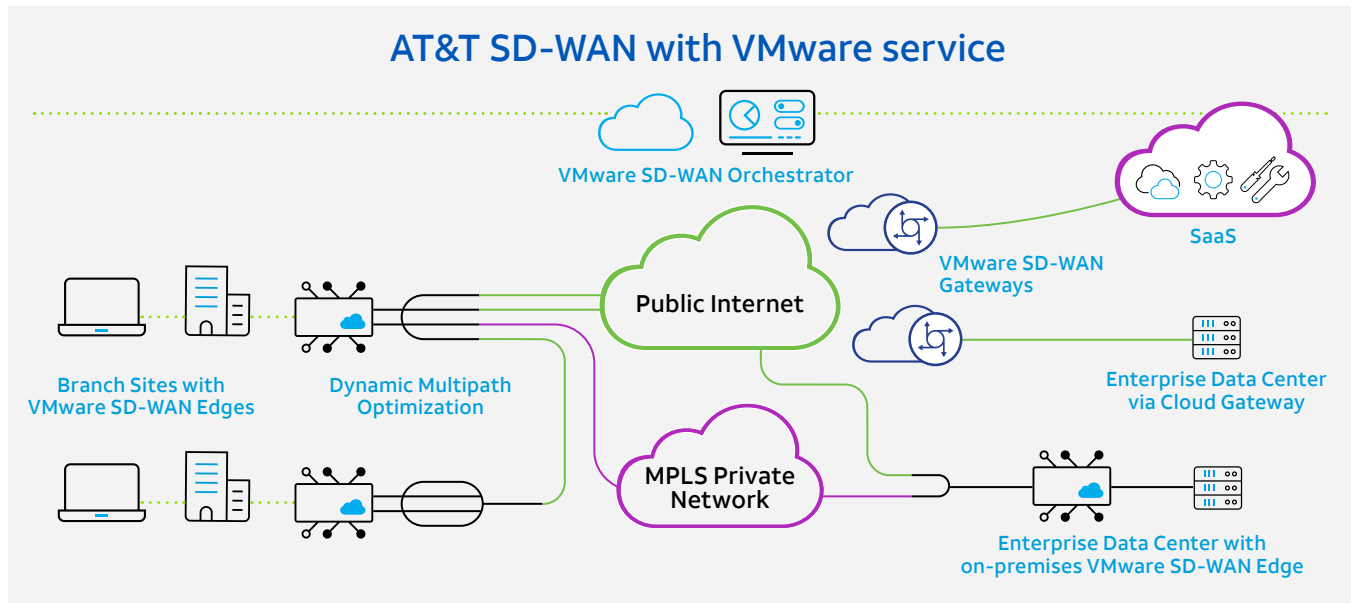 AT&T SD-WAN with VMware service
VMware SD-WAN Orchestrator
SaaS
VMware SD-WAN
Gateways
Public Internet
Branch Sites with
VMware SD-WAN Edges
Dynamic Multipath
Optimization
Enterprise Data Center
via Cloud Gateway
MPLS Private
Network
Enterprise Data Center with
on-premises VMware SD-WAN Edge